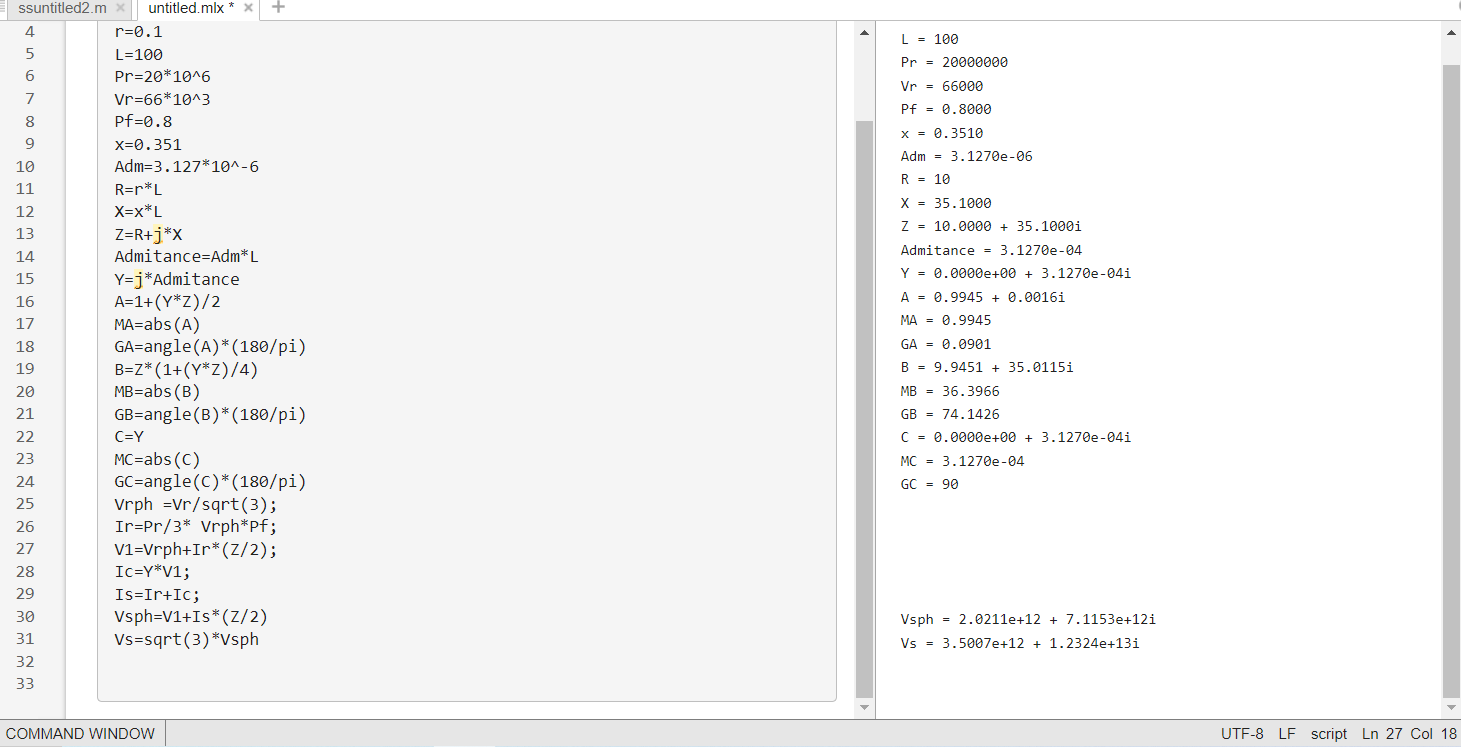 ssuntitled2.m × untitled.mlx * × +
4 r=0.1
5 L=100
6 Pr=20*10^6
7 Vr=66*10^3
8 Pf=0.8
9 x=0.351
10 Adm=3.127*10^-6
11 R=r*L
12 X=x*L
13 Z=R+j*X
14 Admitance=Adm*L
15 Y=j*Admitance
16 A=1+(Y*Z)/2
17 MA=abs(A)
18 GA=angle(A)*(180/pi)
19 B=Z*(1+(Y*Z)/4)
20 MB=abs(B)
21 GB=angle(B)*(180/pi)
22 C=Y
23 MC=abs(C)
24 GC=angle(C)*(180/pi)
25 Vrph =Vr/sqrt(3);
26 Ir=Pr/3* Vrph*Pf;
27 V1=Vrph+Ir*(Z/2);
28 Ic=Y*V1;
29 Is=Ir+Ic;
30 Vsph=V1+Is*(Z/2)
31 Vs=sqrt(3)*Vsph
32
33
L = 100
Pr = 20000000
Vr = 66000
Pf = 0.8000
x = 0.3510
Adm = 3.1270e-06
R = 10
X = 35.1000
Z = 10.0000 + 35.1000i
Admitance = 3.1270e-04
Y = 0.0000e+00 + 3.1270e-04i
A = 0.9945 + 0.0016i
MA = 0.9945
GA = 0.0901
B = 9.9451 + 35.0115i
MB = 36.3966
GB = 74.1426
C = 0.0000e+00 + 3.1270e-04i
MC = 3.1270e-04
GC = 90
Vsph = 2.0211e+12 + 7.1153e+12i
Vs = 3.5007e+12 + 1.2324e+13i
COMMAND WINDOW UTF-8 LF script Ln 27 Col 18